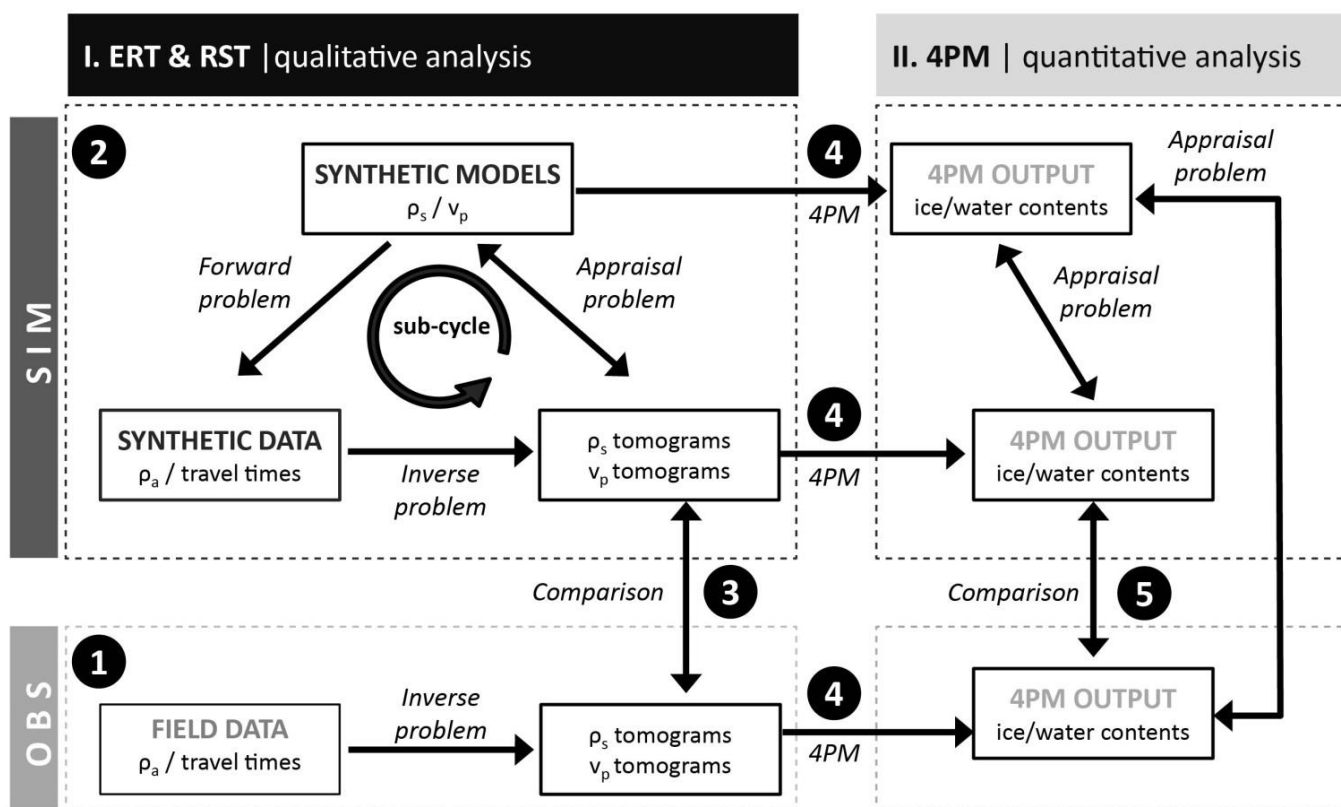 I. ERT & RST | qualitative analysis
II. 4PM | quantitative analysis
SIM
2
SYNTHETIC MODELS
ρₛ / vₚ
4
4PM
4PM OUTPUT
ice/water contents
Appraisal
problem
Forward
problem
sub-cycle
Appraisal
problem
Appraisal
problem
SYNTHETIC DATA
ρₐ / travel times
Inverse
problem
ρₛ tomograms
vₚ tomograms
4
4PM
4PM OUTPUT
ice/water contents
Comparison
3
Comparison
5
OBS
1
FIELD DATA
ρₐ / travel times
Inverse
problem
ρₛ tomograms
vₚ tomograms
4
4PM
4PM OUTPUT
ice/water contents